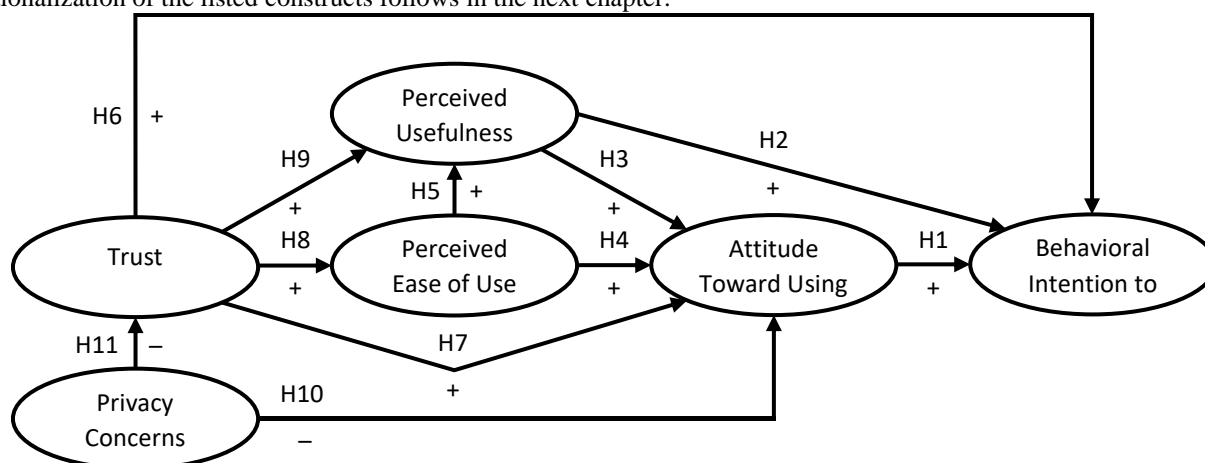 ionalization of the listed constructs follows in the next chapter.
H6 +
Perceived
Usefulness
H9
+
H5 +
H3
+
H2
+
Trust
H8
+
Perceived
Ease of Use
H4
+
Attitude
Toward Using
H1
+
Behavioral
Intention to
H11 –
H7
+
Privacy
Concerns
H10
–